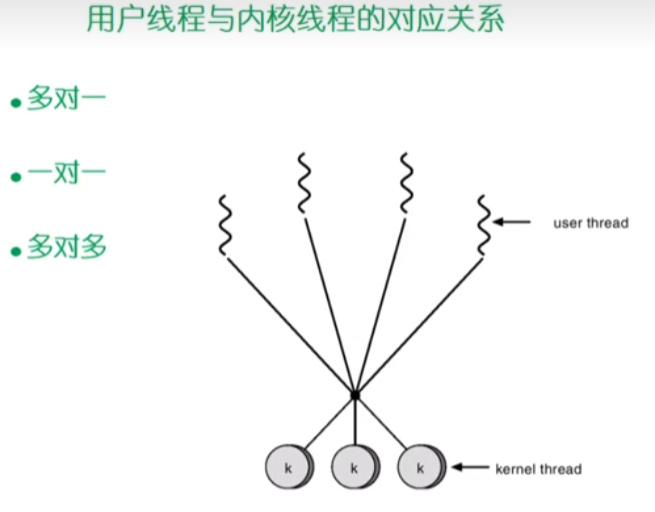 用户线程与内核线程的对应关系
•多对一
•一对一
•多对多
user thread
k k k
kernel thread